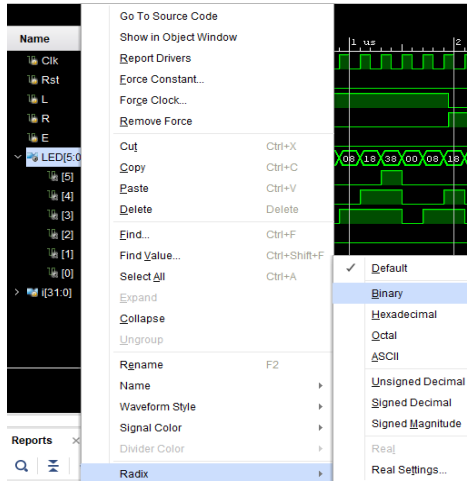 Name
Clk
Rst
L
R
E
LED[5:0
[5]
[4]
[3]
[2]
[1]
[0]
i[31:0]
Reports
Go To Source Code
Show in Object Window
Report Drivers
Force Constant...
Force Clock...
Remove Force
Cut Ctrl+X
Copy Ctrl+C
Paste Ctrl+V
Delete Delete
Find... Ctrl+F
Find Value... Ctrl+Shift+F
Select All Ctrl+A
Expand
Collapse
Ungroup
Rename F2
Name
Waveform Style
Signal Color
Divider Color
Radix
1 us 2
08 18 38 00 08 18
Default
Binary
Hexadecimal
Octal
ASCII
Unsigned Decimal
Signed Decimal
Signed Magnitude
Real
Real Settings...